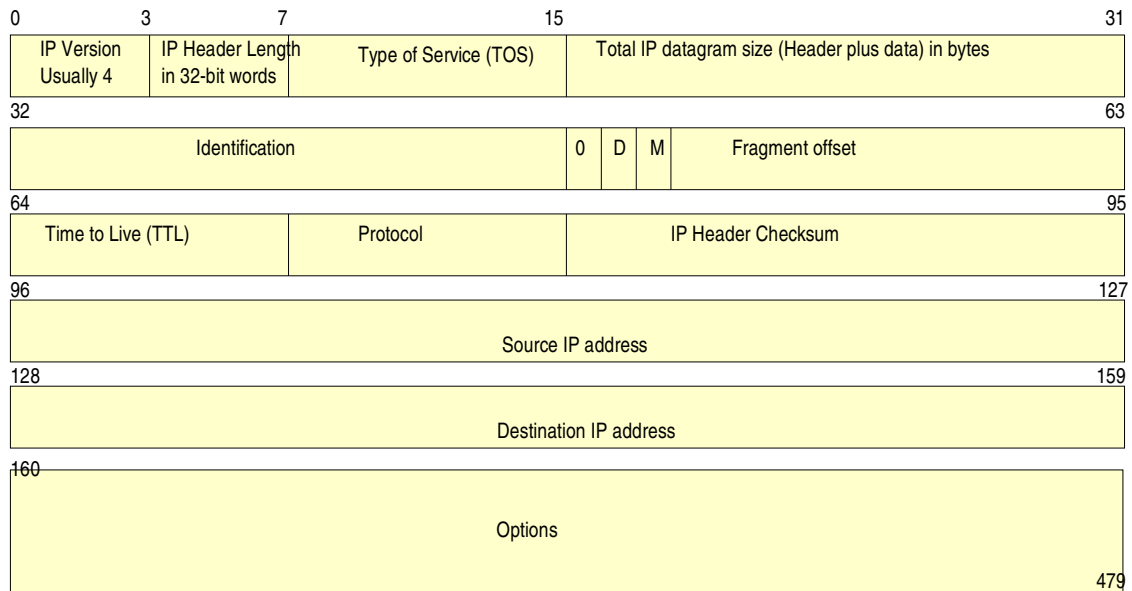 0 3 7 15 31
IP Version IP Header Length Type of Service (TOS) Total IP datagram size (Header plus data) in bytes
Usually 4 in 32-bit words
32 63
Identification 0 D M Fragment offset
64 95
Time to Live (TTL) Protocol IP Header Checksum
96 127
Source IP address
128 159
Destination IP address
160
Options
479